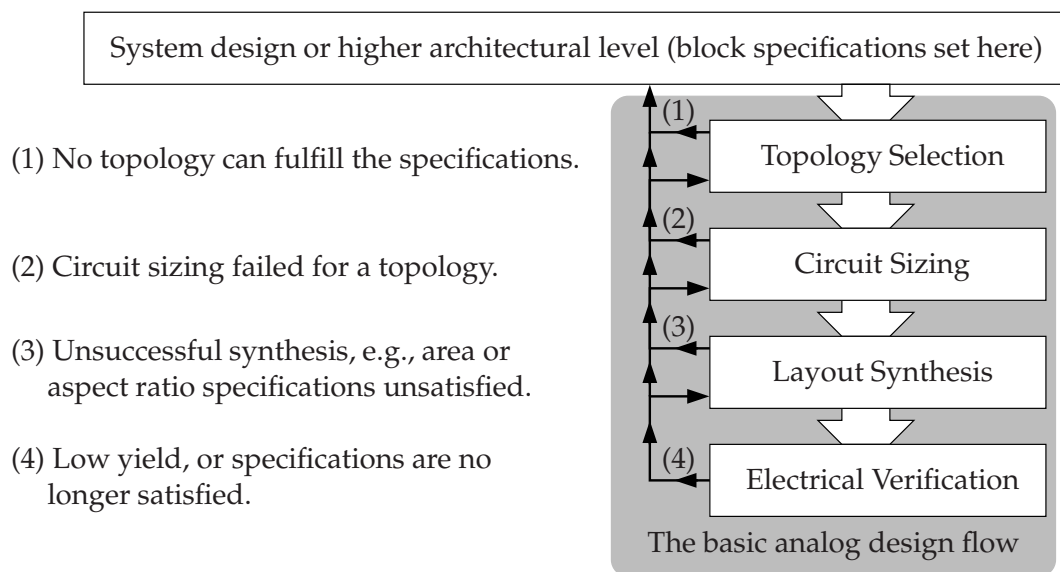 System design or higher architectural level (block specifications set here)
(1)
(1) No topology can fulfill the specifications.
Topology Selection
(2)
(2) Circuit sizing failed for a topology.
Circuit Sizing
(3)
(3) Unsuccessful synthesis, e.g., area or
aspect ratio specifications unsatisfied.
Layout Synthesis
(4)
(4) Low yield, or specifications are no
longer satisfied.
Electrical Verification
The basic analog design flow